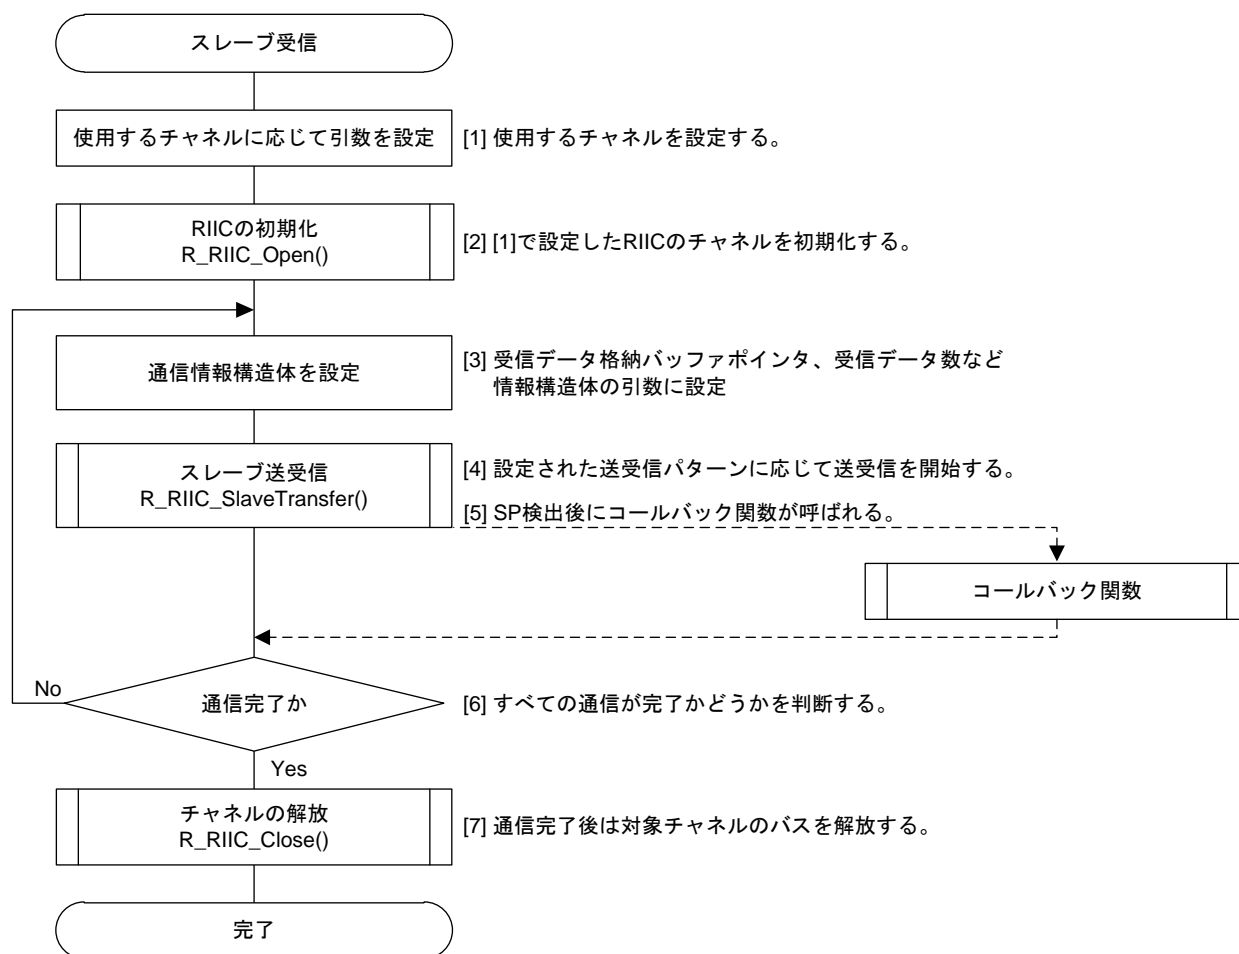 スレーブ受信
使用するチャネルに応じて引数を設定
[1] 使用するチャネルを設定する。
RIICの初期化
R_RIIC_Open()
[2] [1]で設定したRIICのチャネルを初期化する。
通信情報構造体を設定
[3] 受信データ格納バッファポインタ、受信データ数など
情報構造体の引数に設定
スレーブ送受信
R_RIIC_SlaveTransfer()
[4] 設定された送受信パターンに応じて送受信を開始する。
[5] SP検出後にコールバック関数が呼ばれる。
コールバック関数
No
通信完了か
[6] すべての通信が完了かどうかを判断する。
Yes
チャネルの解放
R_RIIC_Close()
[7] 通信完了後は対象チャネルのバスを解放する。
完了